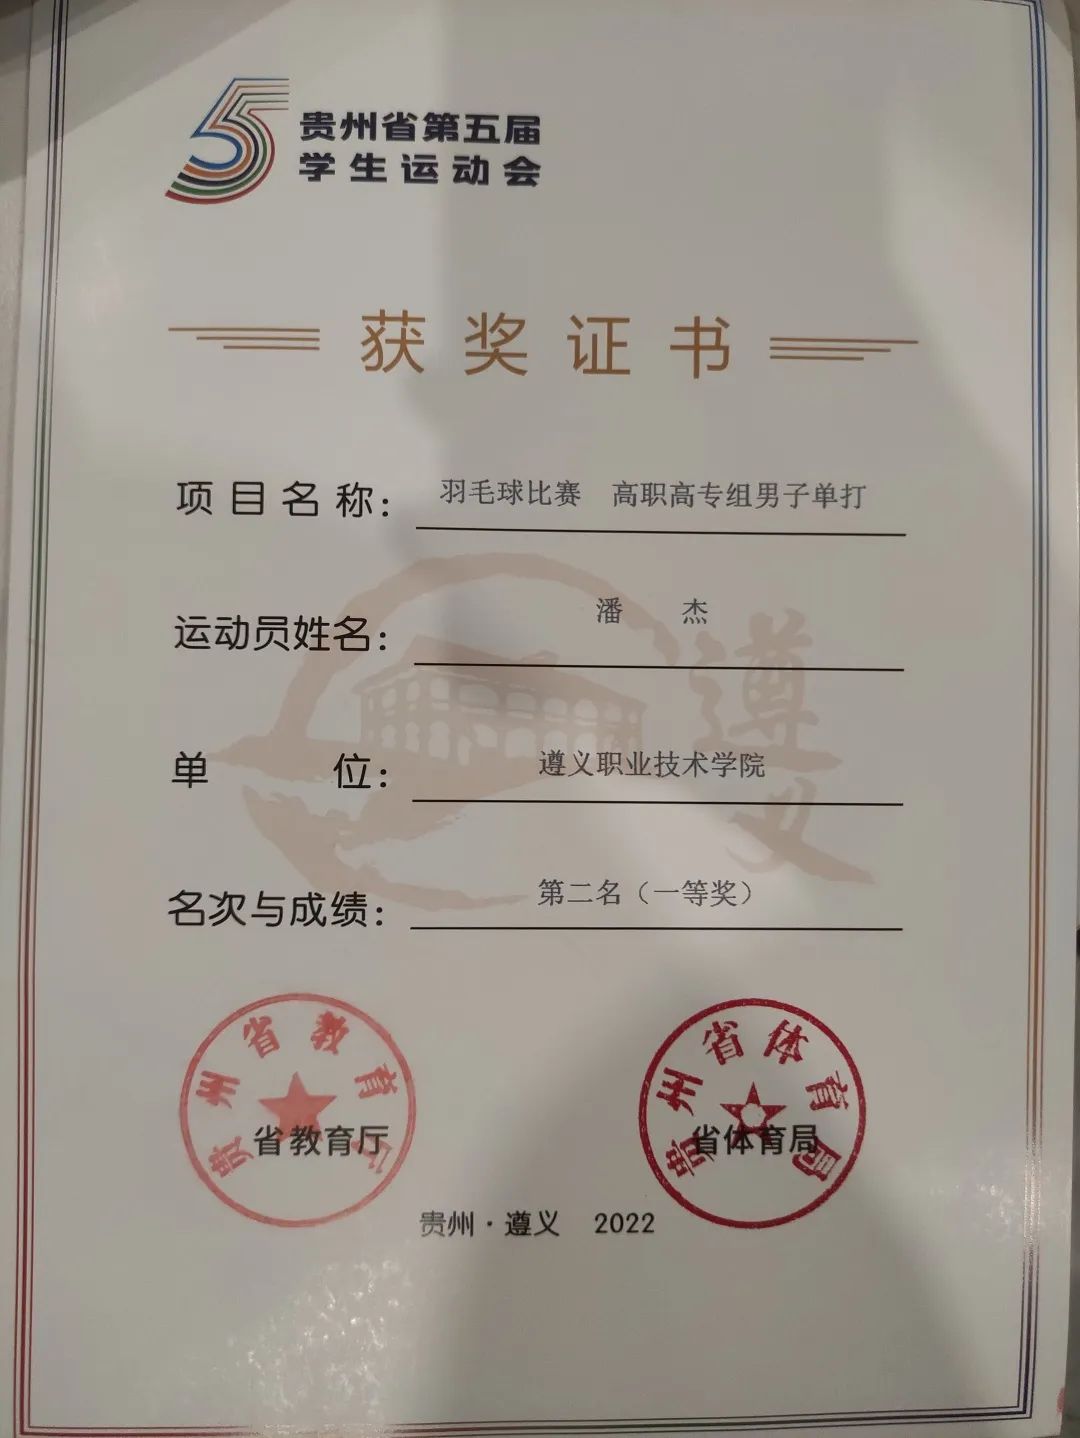 贵州省第五届
学生运动会
获奖证书
项目名称：羽毛球比赛 高职高专组男子单打
运动员姓名：潘 杰
遵义
单 位：遵义职业技术学院
名次与成绩：第二名（一等奖）
贵州省教育厅
省教育厅
贵州省体育局
省体育局
贵州·遵义 2022